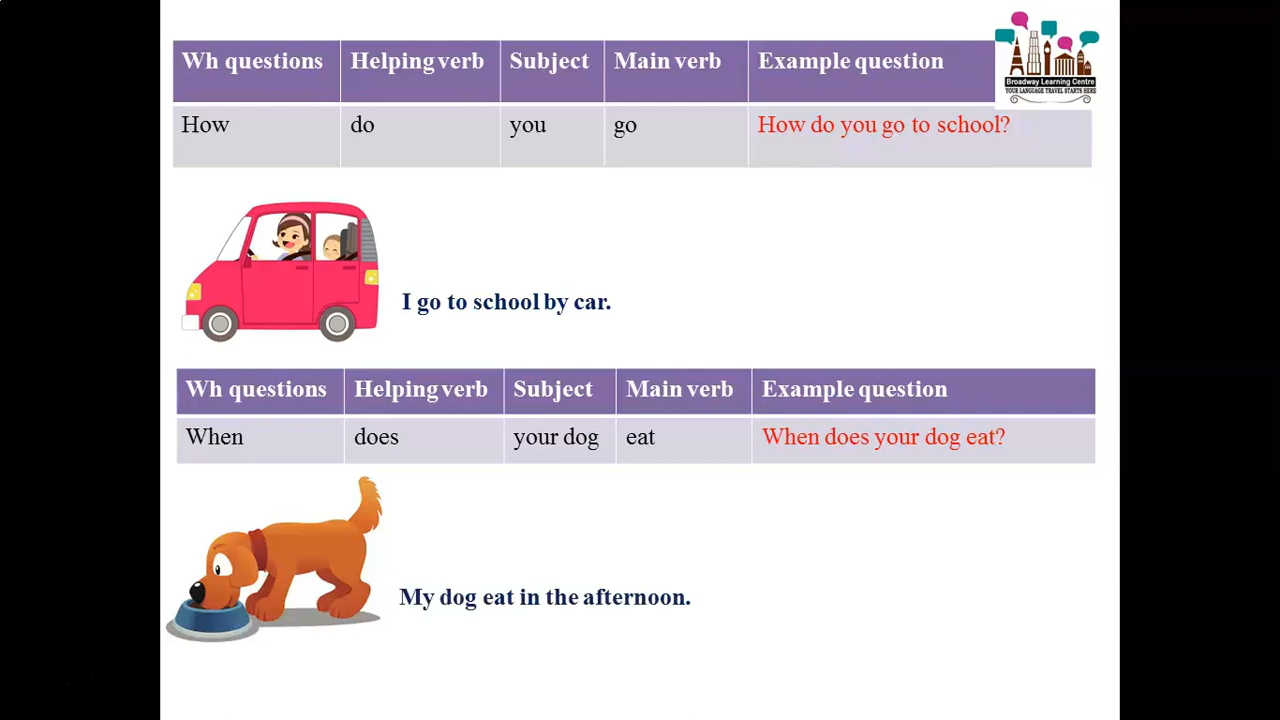 Wh questions Helping verb Subject Main verb Example question
Broadway Learning Centre
YOUR LANGUAGE TRAVEL STARTS HERE
How do you go How do you go to school?
I go to school by car.
Wh questions Helping verb Subject Main verb Example question
When does your dog eat When does your dog eat?
My dog eat in the afternoon.